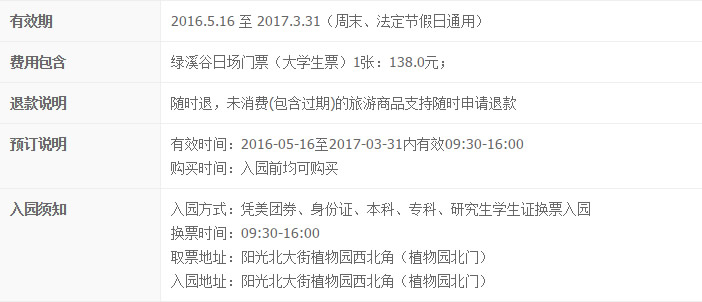 有效期
2016.5.16 至 2017.3.31（周末、法定节假日通用）
费用包含
绿溪谷日场门票（大学生票）1张：138.0元；
退款说明
随时退，未消费(包含过期)的旅游商品支持随时申请退款
预订说明
有效时间：2016-05-16至2017-03-31内有效09:30-16:00
购买时间：入园前均可购买
入园须知
入园方式：凭美团券、身份证、本科、专科、研究生学生证换票入园
换票时间：09:30-16:00
取票地址：阳光北大街植物园西北角（植物园北门）
入园地址：阳光北大街植物园西北角（植物园北门）